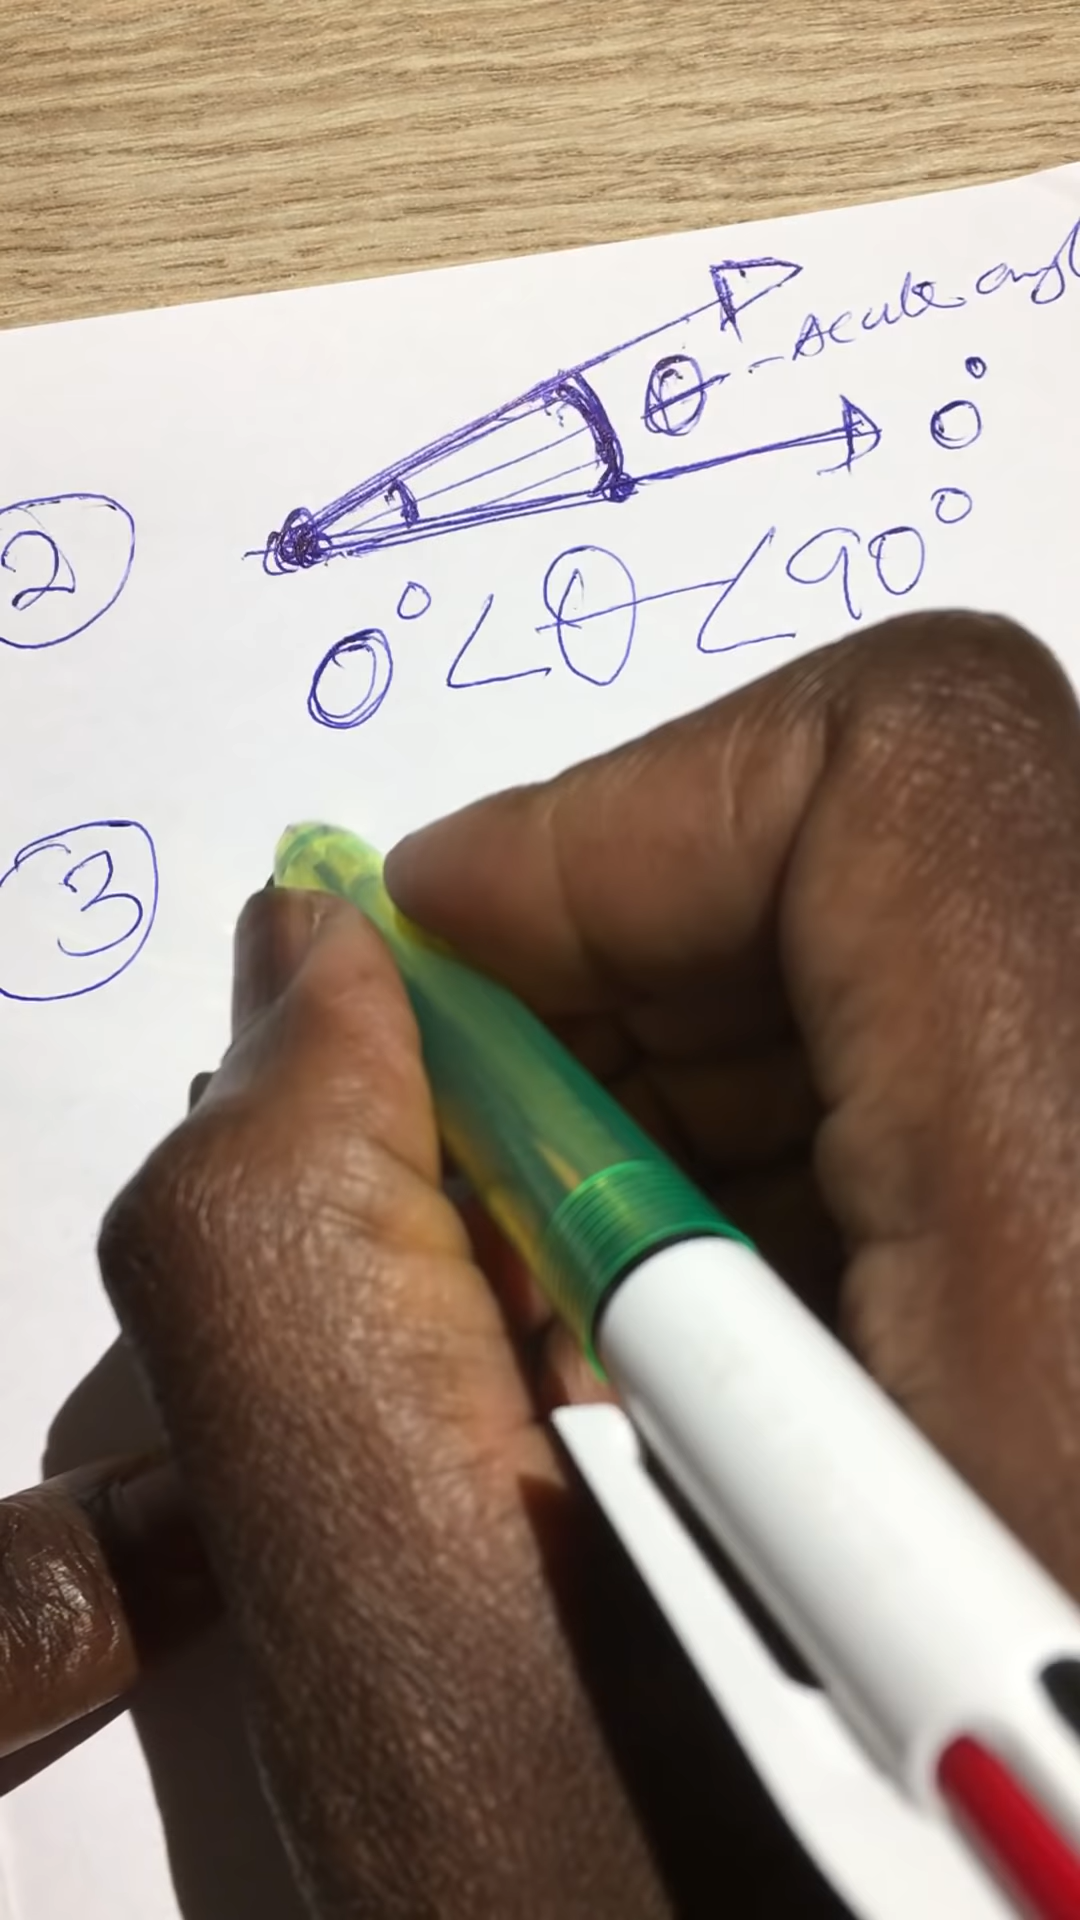 θ - Acute angl
0°
②
0° < θ < 90°
③